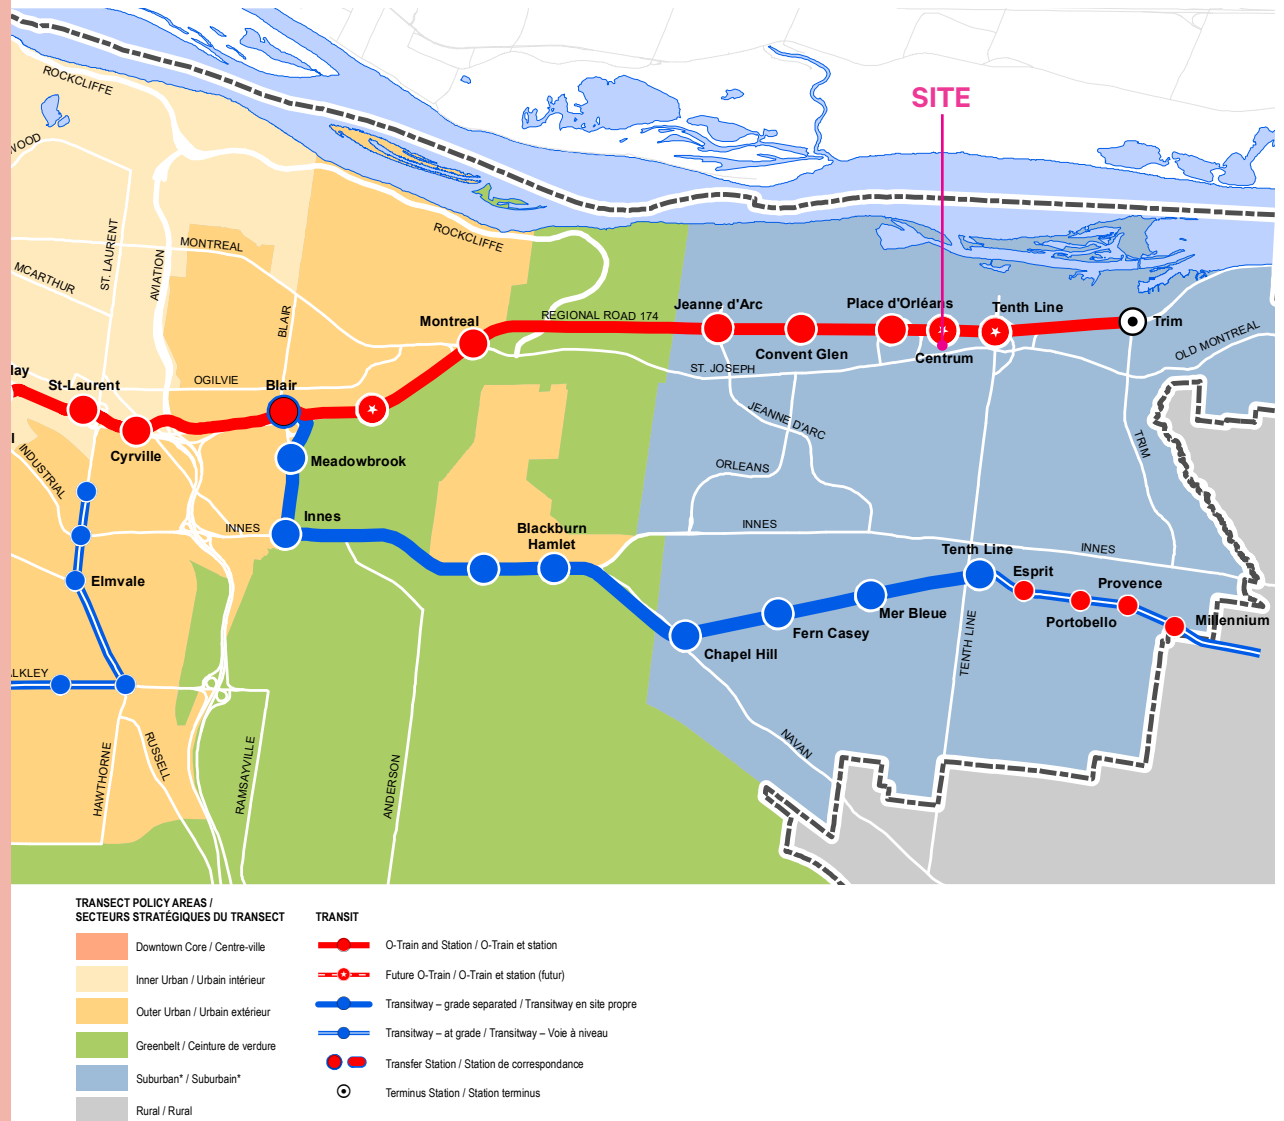 SITE
ROCKCLIFFE
WOOD
ST. LAURENT
MONTREAL
AVIATION
MCARTHUR
ROCKCLIFFE
BLAIR
Montreal
REGIONAL ROAD 174
Jeanne d'Arc
Convent Glen
Place d'Orléans
Centrum
Tenth Line
Trim
OLD MONTREAL
ST. JOSEPH
JEANNE D'ARC
ORLEANS
TRIM
lay
St-Laurent
OGILVIE
Blair
Cyrville
Meadowbrook
INDUSTRIAL
Innes
INNES
Blackburn
Hamlet
INNES
INNES
Tenth Line
Esprit
Provence
Portobello
Millennium
Elmvale
Mer Bleue
Fern Casey
Chapel Hill
TENTH LINE
NAVAN
ALKLEY
HAWTHORNE
RUSSELL
RAMSAYVILLE
ANDERSON
TRANSECT POLICY AREAS /
SECTEURS STRATÉGIQUES DU TRANSECT
Downtown Core / Centre-ville
Inner Urban / Urbain intérieur
Outer Urban / Urbain extérieur
Greenbelt / Ceinture de verdure
Suburban* / Suburbain*
Rural / Rural
TRANSIT
O-Train and Station / O-Train et station
Future O-Train / O-Train et station (futur)
Transitway – grade separated / Transitway en site propre
Transitway – at grade / Transitway – Voie à niveau
Transfer Station / Station de correspondance
Terminus Station / Station terminus